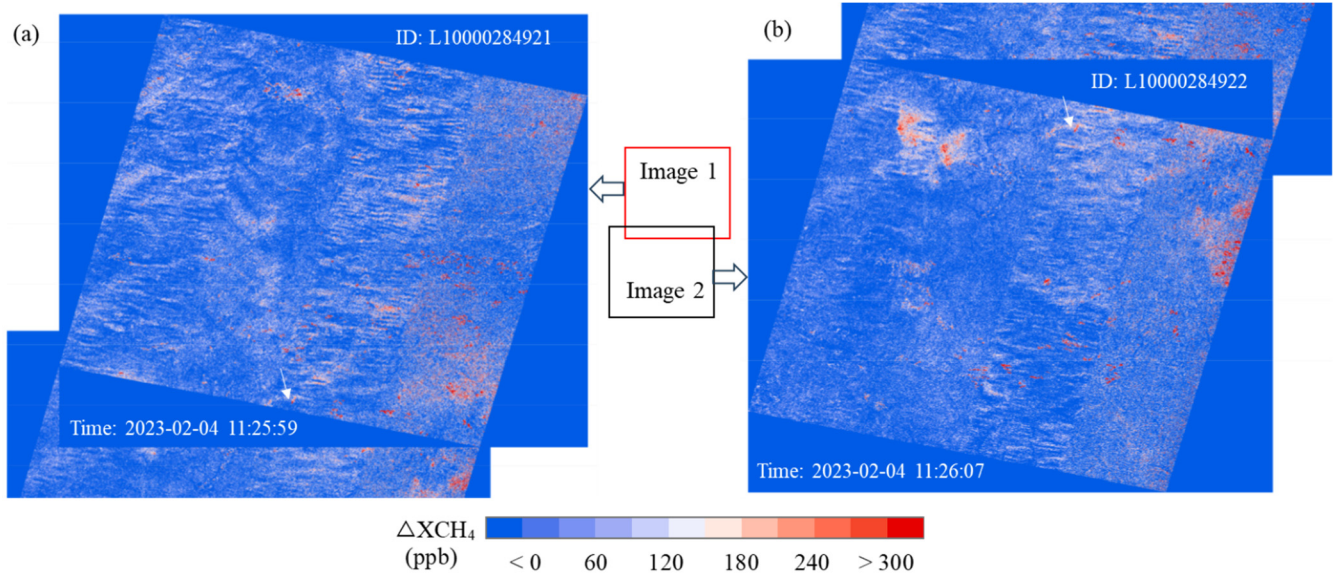 (a)
ID: L10000284921
Time: 2023-02-04 11:25:59
Image 1
Image 2
(b)
ID: L10000284922
Time: 2023-02-04 11:26:07
△XCH₄
(ppb)
< 0 60 120 180 240 > 300